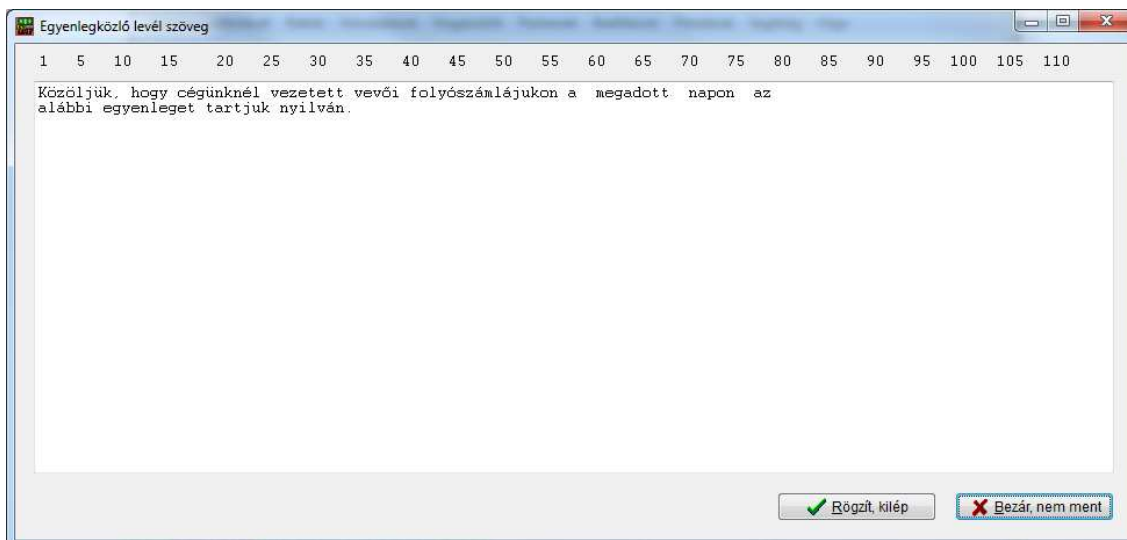 Egyenlegközlő levél szöveg
1 5 10 15 20 25 30 35 40 45 50 55 60 65 70 75 80 85 90 95 100 105 110
Közöljük, hogy cégünknél vezetett vevői folyószámlájukon a  megadott  napon  az
alábbi egyenleget tartjuk nyilván.
Rögzít, kilép
Bezár, nem ment